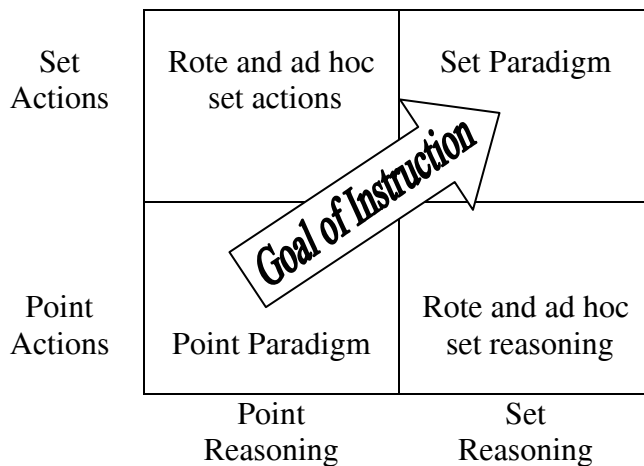 Set
Actions
Rote and ad hoc
set actions
Set Paradigm
Goal of Instruction
Point
Actions
Point Paradigm
Rote and ad hoc
set reasoning
Point
Reasoning
Set
Reasoning